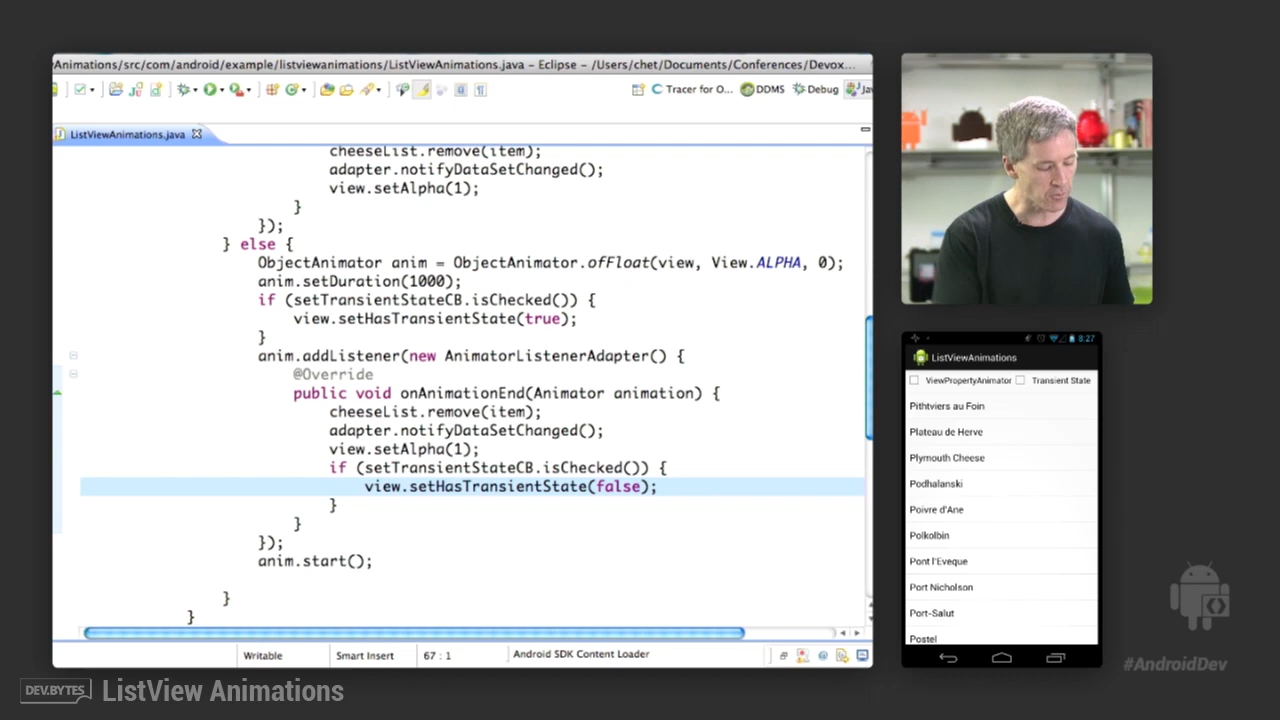 wAnimations/src/com/android/example/listviewanimations/ListViewAnimations.java - Eclipse - /Users/chet/Documents/Conferences/Devox...
Tracer for O...
DDMS
Debug
Jav
ListViewAnimations.java
cheeseList.remove(item);
adapter.notifyDataSetChanged();
view.setAlpha(1);
}
});
} else {
ObjectAnimator anim = ObjectAnimator.ofFloat(view, View.ALPHA, 0);
anim.setDuration(1000);
if (setTransientStateCB.isChecked()) {
view.setHasTransientState(true);
}
anim.addListener(new AnimatorListenerAdapter() {
@Override
public void onAnimationEnd(Animator animation) {
cheeseList.remove(item);
adapter.notifyDataSetChanged();
view.setAlpha(1);
if (setTransientStateCB.isChecked()) {
view.setHasTransientState(false);
}
}
});
anim.start();
}
}
Writable
Smart Insert
67 : 1
Android SDK Content Loader
8:27
ListViewAnimations
ViewPropertyAnimator
Transient State
Pithtviers au Foin
Plateau de Herve
Plymouth Cheese
Podhalanski
Poivre d'Ane
Polkolbin
Pont l'Eveque
Port Nicholson
Port-Salut
Postel
#AndroidDev
DEV.BYTES
ListView Animations